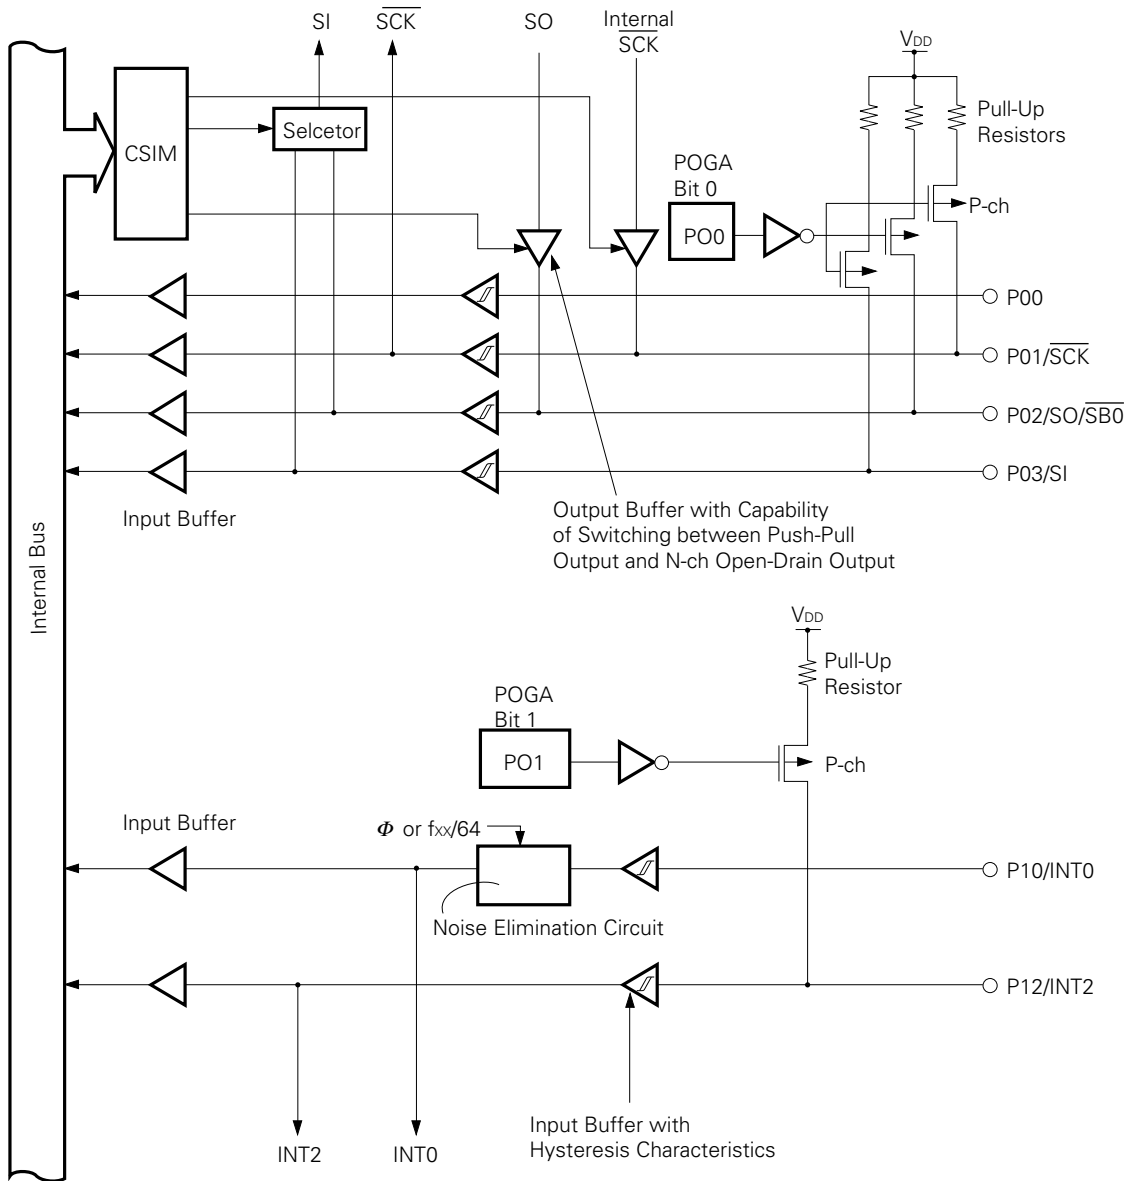 SI
SCK
SO
Internal
SCK
VDD
Pull-Up
Resistors
CSIM
Selcetor
POGA
Bit 0
PO0
P-ch
P00
P01/SCK
P02/SO/SB0
P03/SI
Input Buffer
Output Buffer with Capability
of Switching between Push-Pull
Output and N-ch Open-Drain Output
Internal Bus
VDD
Pull-Up
Resistor
POGA
Bit 1
PO1
P-ch
Input Buffer
Φ or fxx/64
P10/INT0
Noise Elimination Circuit
P12/INT2
Input Buffer with
Hysteresis Characteristics
INT2
INT0